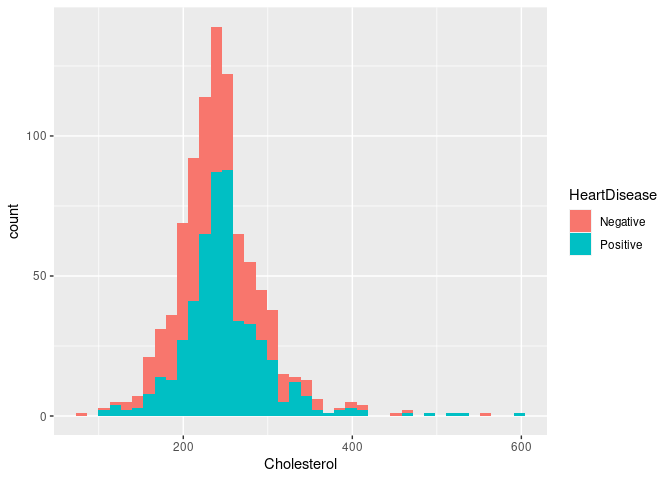 count
100
50
0
200
400
600
Cholesterol
HeartDisease
Negative
Positive